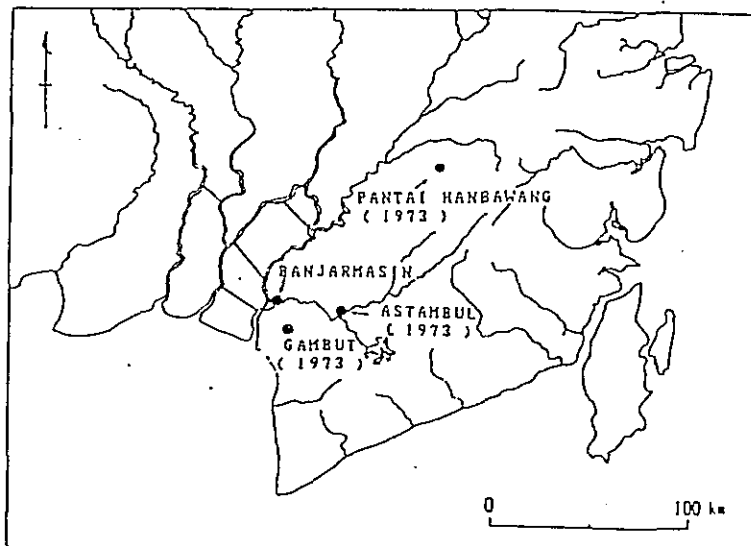 PANTAI HANBAWANG
( 1973 )
BANJARMASIN
ASTAMBUL
( 1973 )
GAMBUT
( 1973 )
0 100 km